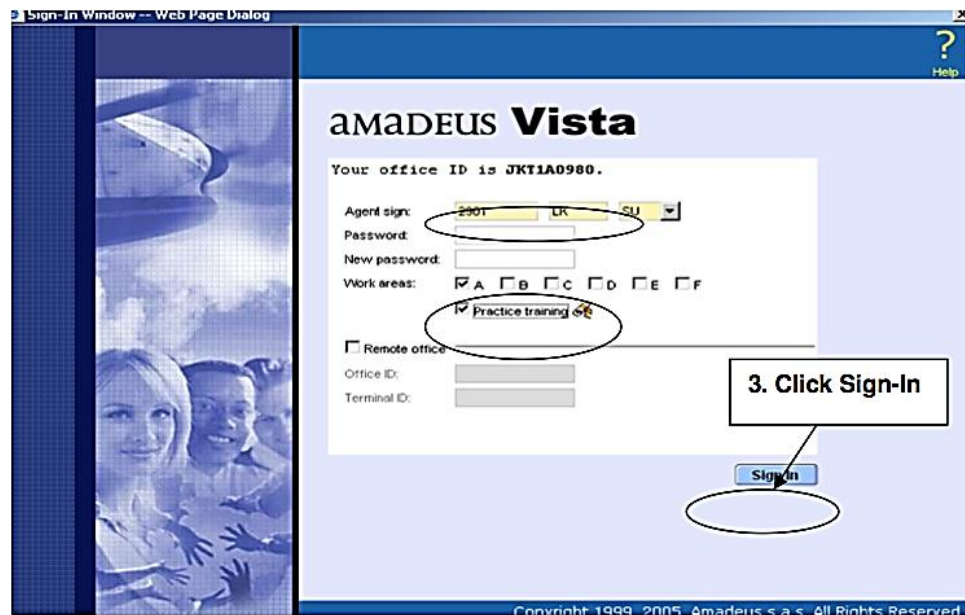 Sign-In Window -- Web Page Dialog
?
Help
amadeus Vista
Your office ID is JKT1A0980.
Agent sign: 2901 LK SU
Password:
New password:
Work areas: A B C D E F
Practice training
Remote office
Office ID:
Terminal ID:
3. Click Sign-In
Sign In
Copyright 1999, 2005, Amadeus s.a.s. All Rights Reserved